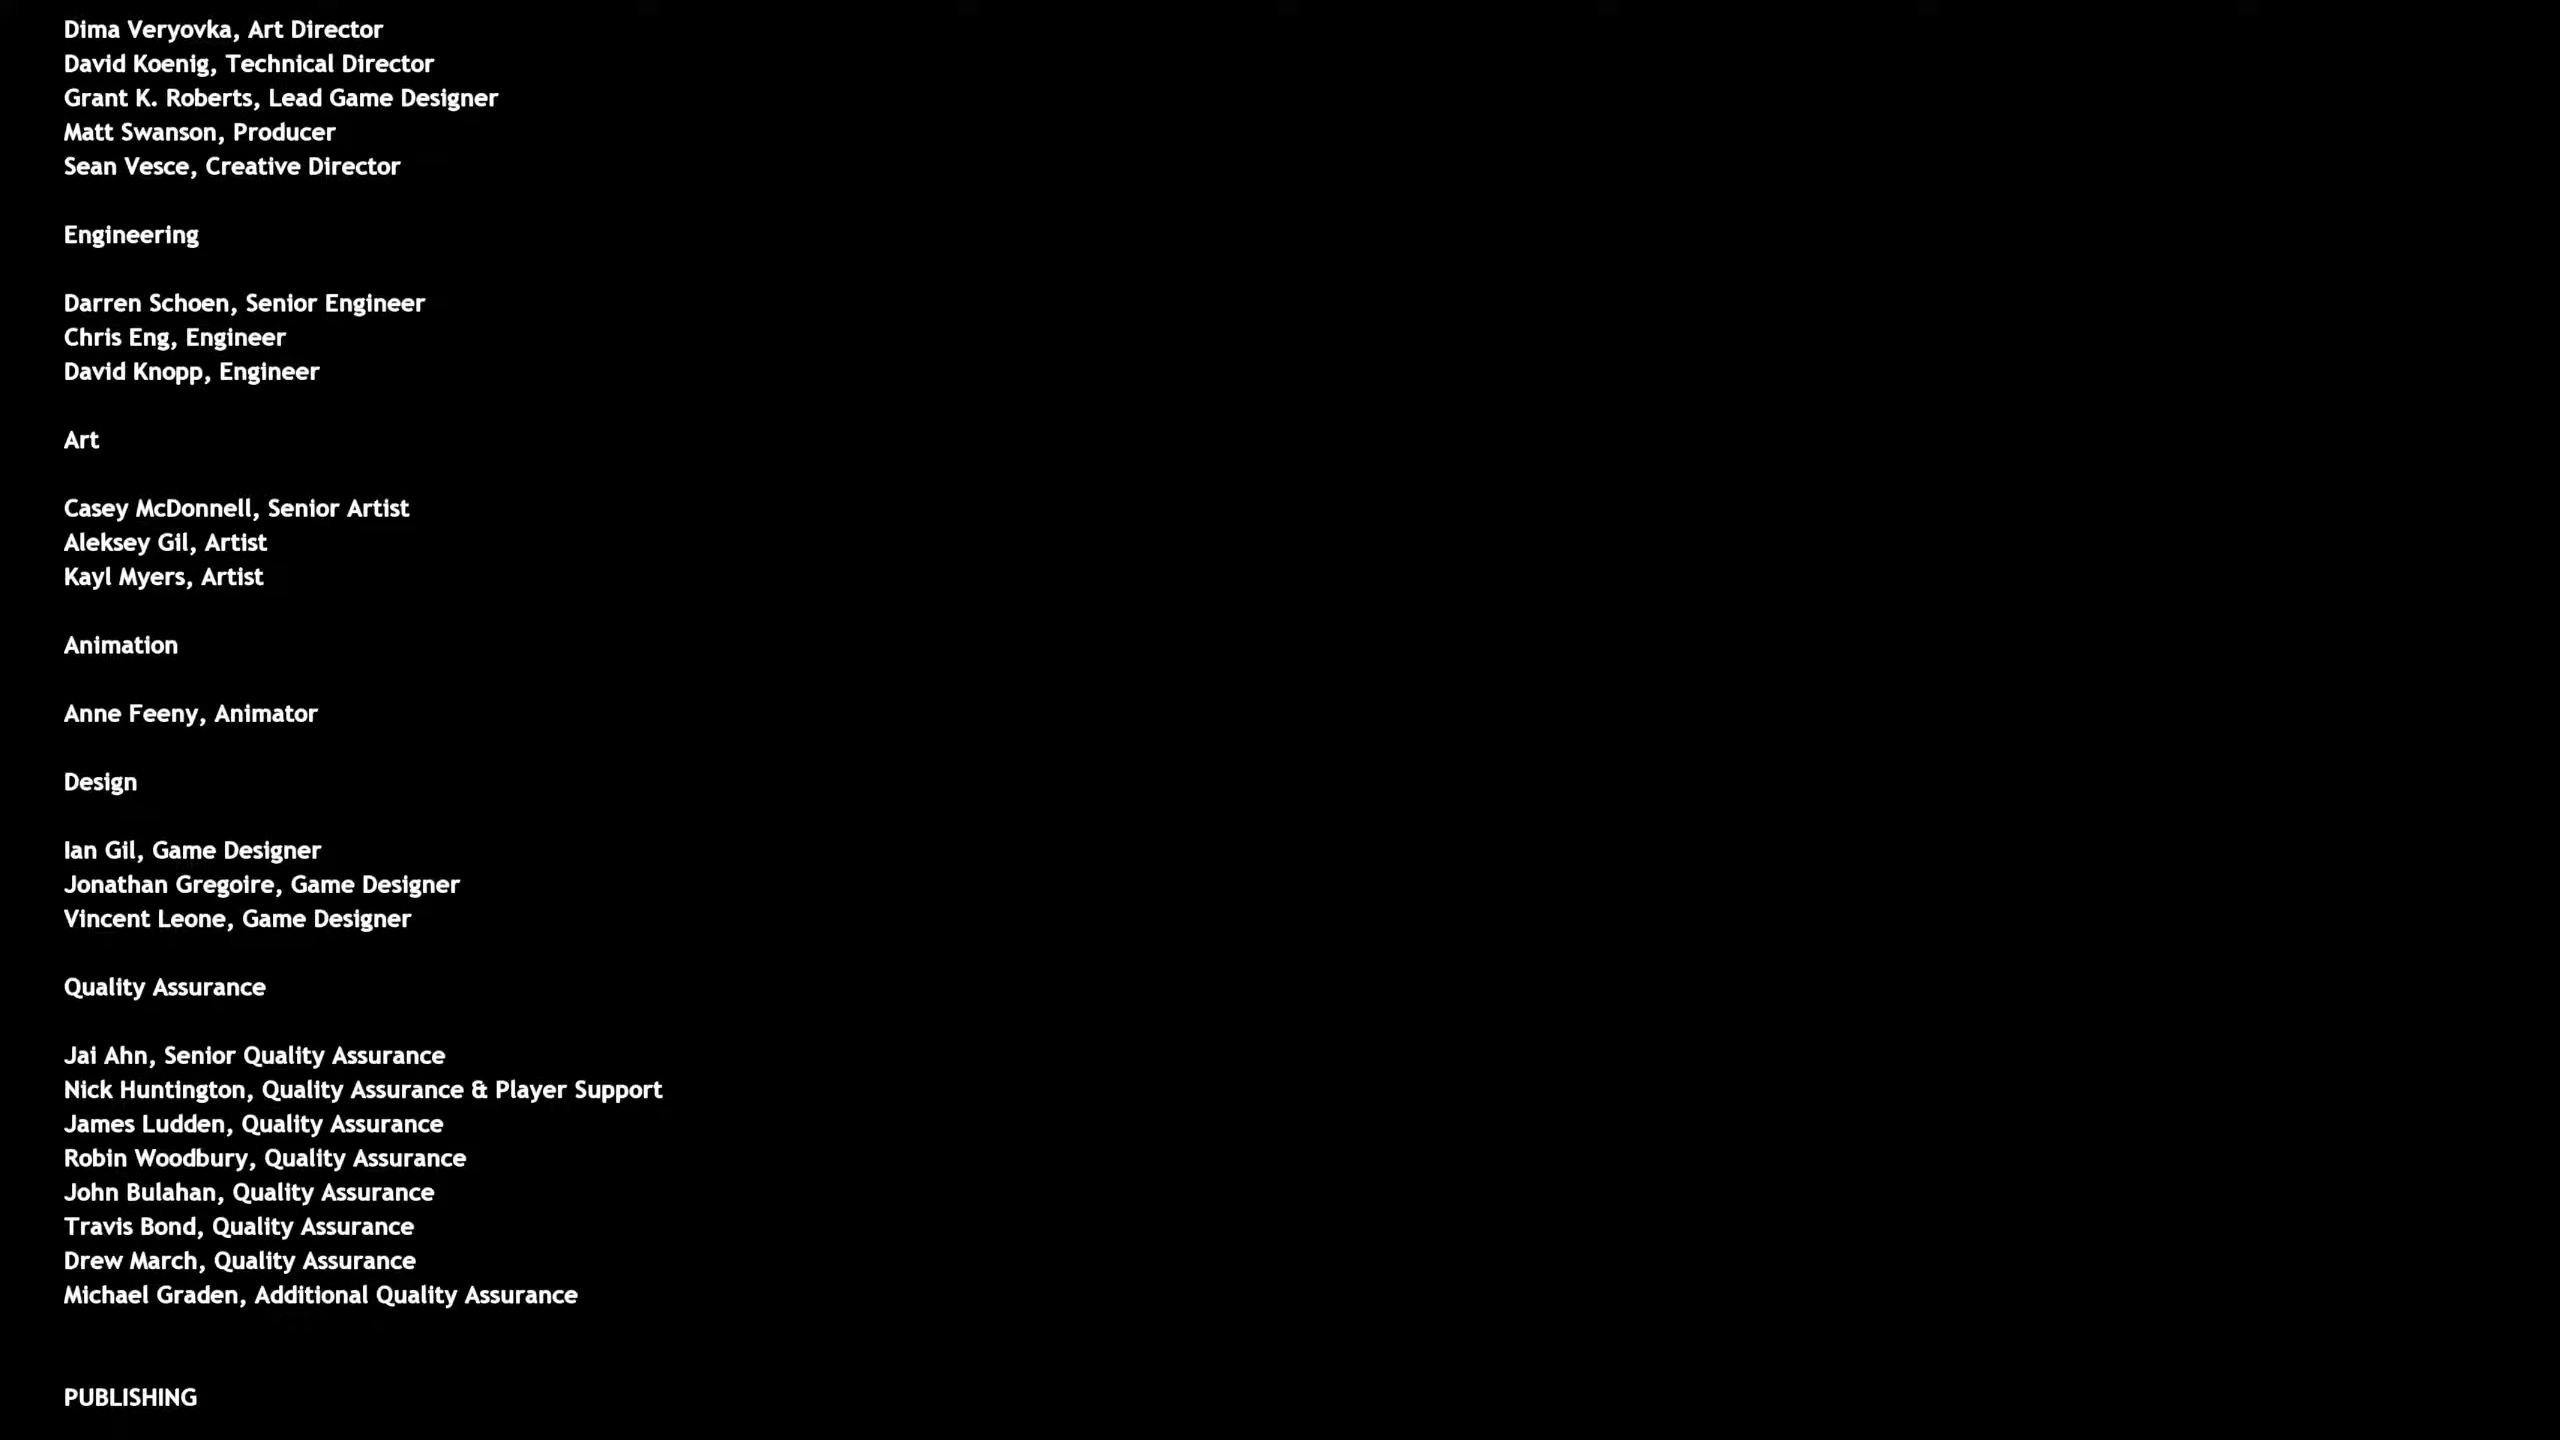 Dima Veryovka, Art Director
David Koenig, Technical Director
Grant K. Roberts, Lead Game Designer
Matt Swanson, Producer
Sean Vesce, Creative Director
Engineering
Darren Schoen, Senior Engineer
Chris Eng, Engineer
David Knopp, Engineer
Art
Casey McDonnell, Senior Artist
Aleksey Gil, Artist
Kayl Myers, Artist
Animation
Anne Feeny, Animator
Design
Ian Gil, Game Designer
Jonathan Gregoire, Game Designer
Vincent Leone, Game Designer
Quality Assurance
Jai Ahn, Senior Quality Assurance
Nick Huntington, Quality Assurance & Player Support
James Ludden, Quality Assurance
Robin Woodbury, Quality Assurance
John Bulahan, Quality Assurance
Travis Bond, Quality Assurance
Drew March, Quality Assurance
Michael Graden, Additional Quality Assurance
PUBLISHING